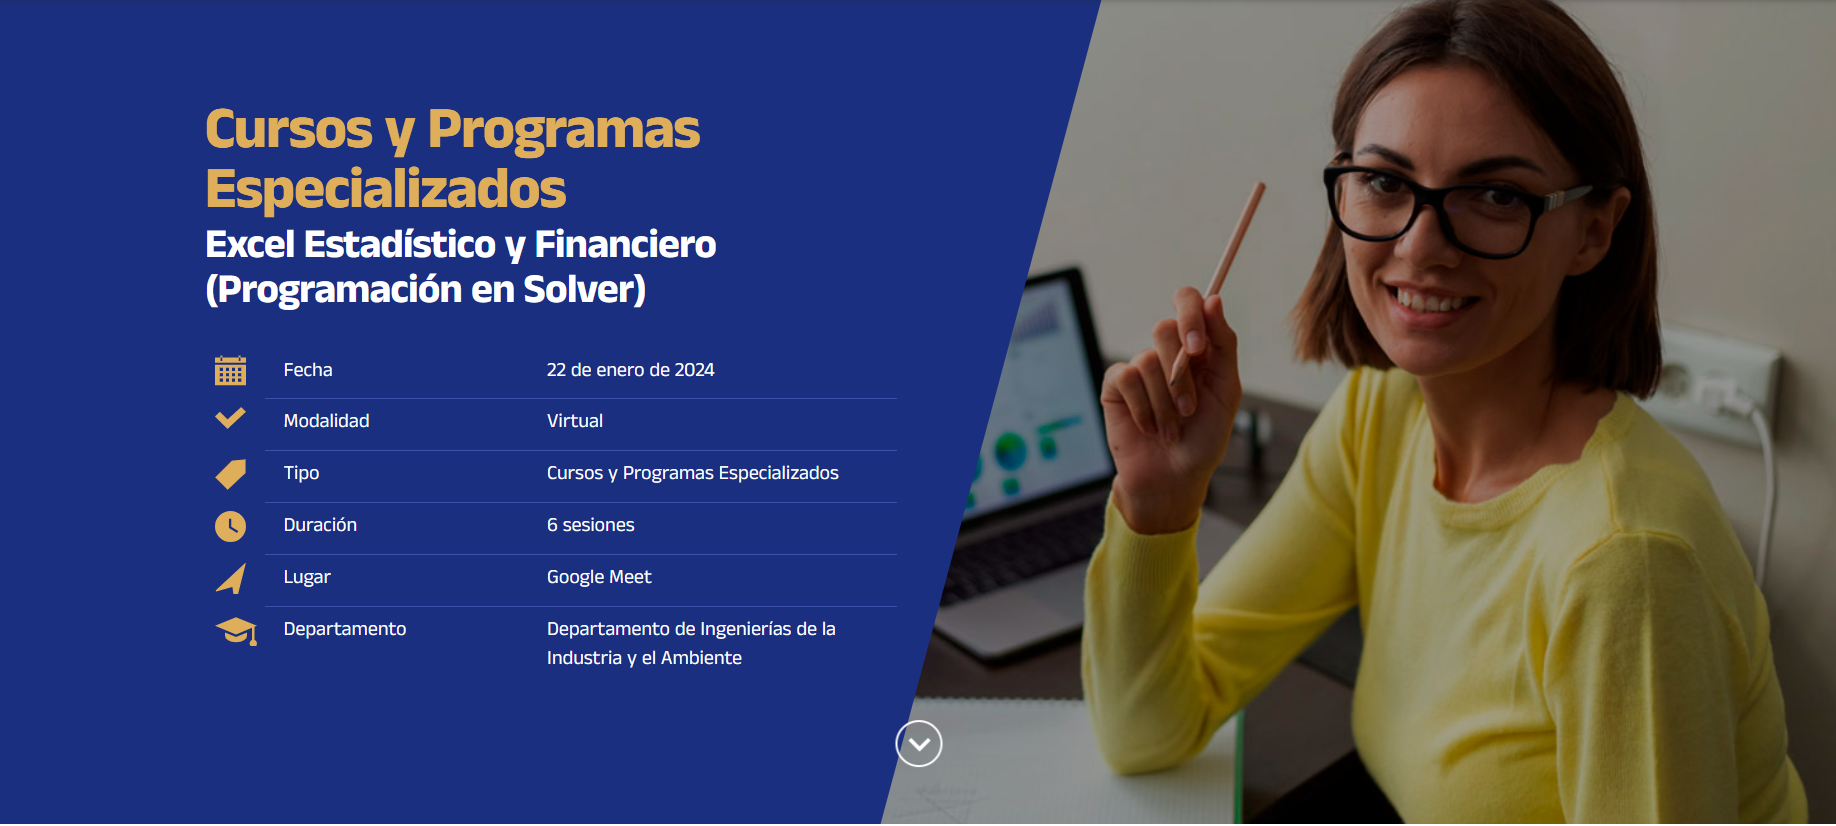 Cursos y Programas
Especializados
Excel Estadístico y Financiero
(Programación en Solver)
Fecha 22 de enero de 2024
Modalidad Virtual
Tipo Cursos y Programas Especializados
Duración 6 sesiones
Lugar Google Meet
Departamento Departamento de Ingenierías de la
Industria y el Ambiente